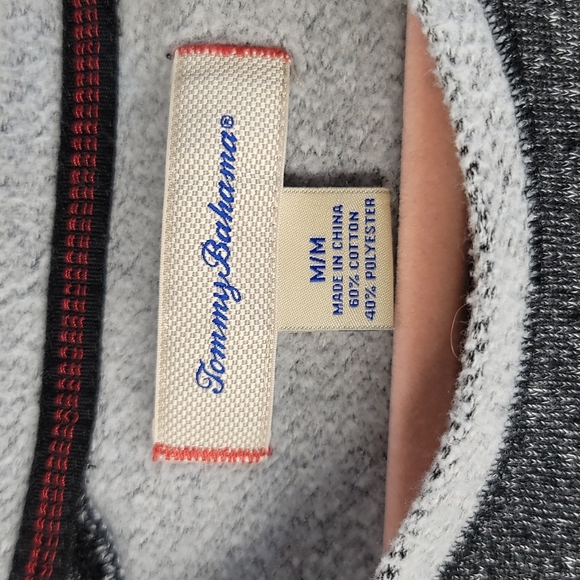 Tommy Bahama®
M/M
MADE IN CHINA
60% COTTON
40% POLYESTER